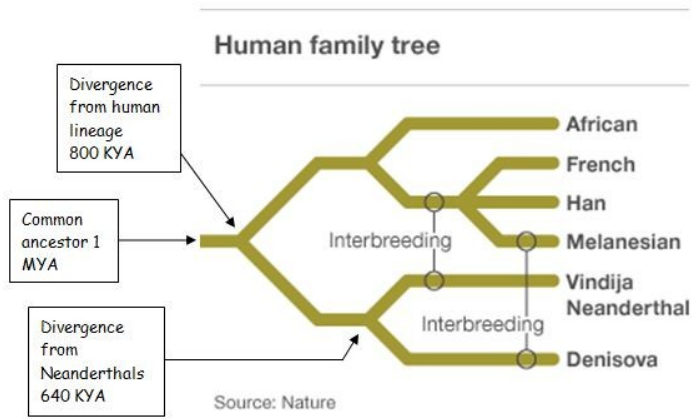 Human family tree
Divergence
from human
lineage
800 KYA
Common
ancestor 1
MYA
Divergence
from
Neanderthals
640 KYA
African
French
Han
Melanesian
Vindija
Neanderthal
Denisova
Interbreeding
Interbreeding
Source: Nature